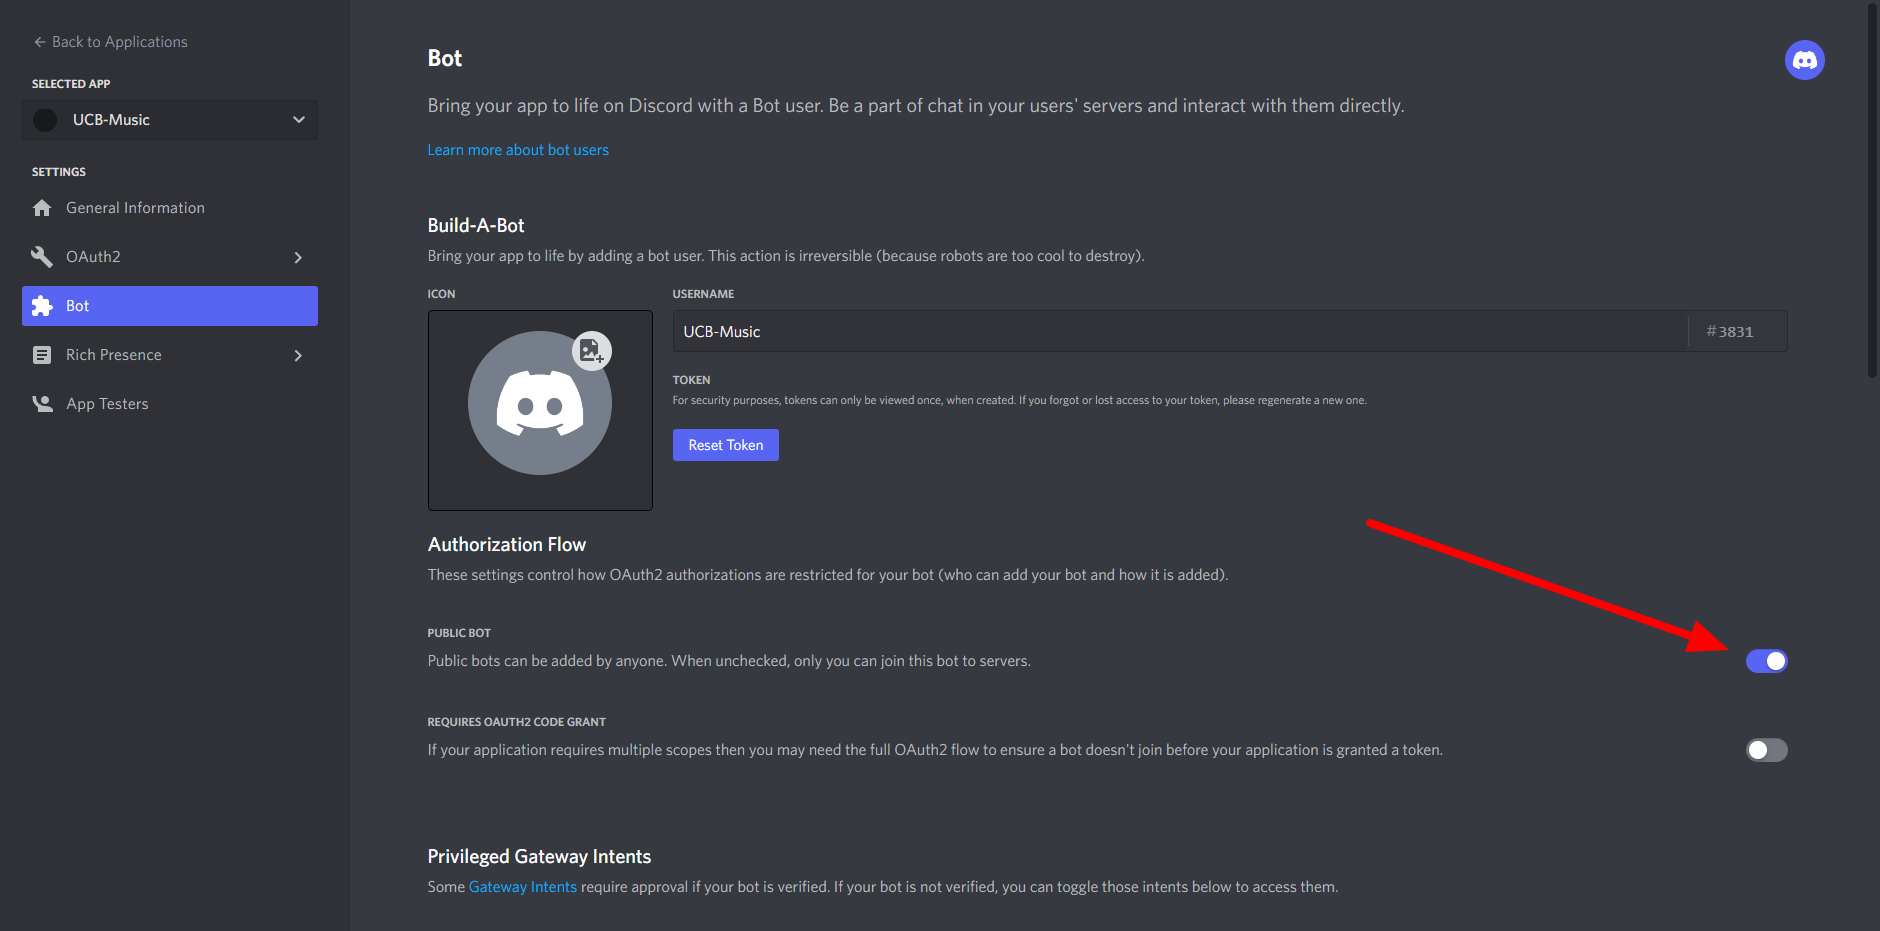 Back to Applications
SELECTED APP
UCB-Music
SETTINGS
General Information
OAuth2
Bot
Rich Presence
App Testers
Bot
Bring your app to life on Discord with a Bot user. Be a part of chat in your users' servers and interact with them directly.
Learn more about bot users
Build-A-Bot
Bring your app to life by adding a bot user. This action is irreversible (because robots are too cool to destroy).
ICON
USERNAME
UCB-Music #3831
TOKEN
For security purposes, tokens can only be viewed once, when created. If you forgot or lost access to your token, please regenerate a new one.
Reset Token
Authorization Flow
These settings control how OAuth2 authorizations are restricted for your bot (who can add your bot and how it is added).
PUBLIC BOT
Public bots can be added by anyone. When unchecked, only you can join this bot to servers.
REQUIRES OAUTH2 CODE GRANT
If your application requires multiple scopes then you may need the full OAuth2 flow to ensure a bot doesn't join before your application is granted a token.
Privileged Gateway Intents
Some Gateway Intents require approval if your bot is verified. If your bot is not verified, you can toggle those intents below to access them.